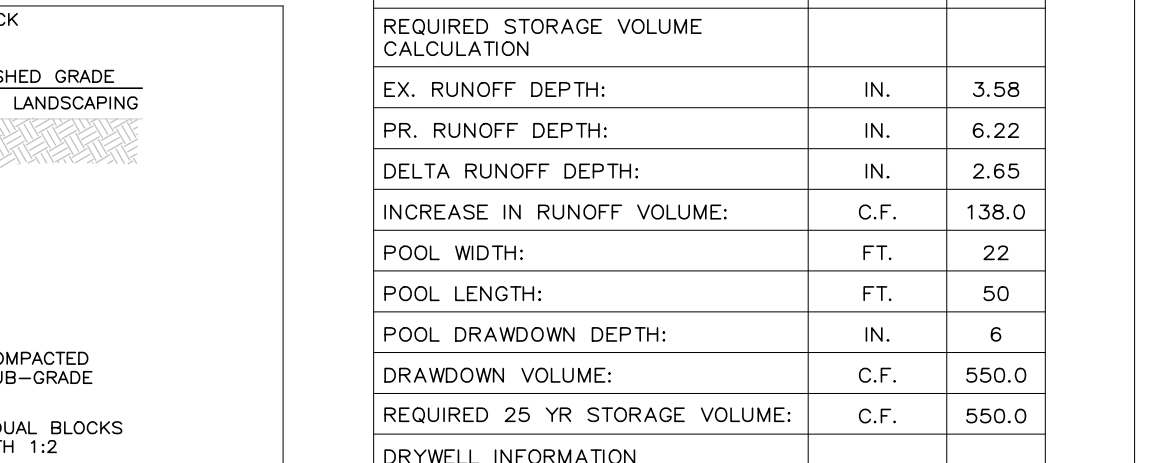 SHED GRADE
LANDSCAPING
OMPACTED
UB-GRADE
DUAL BLOCKS
TH 1:2
REQUIRED STORAGE VOLUME
CALCULATION
EX. RUNOFF DEPTH: IN. 3.58
PR. RUNOFF DEPTH: IN. 6.22
DELTA RUNOFF DEPTH: IN. 2.65
INCREASE IN RUNOFF VOLUME: C.F. 138.0
POOL WIDTH: FT. 22
POOL LENGTH: FT. 50
POOL DRAWDOWN DEPTH: IN. 6
DRAWDOWN VOLUME: C.F. 550.0
REQUIRED 25 YR STORAGE VOLUME: C.F. 550.0
DRYWELL INFORMATION